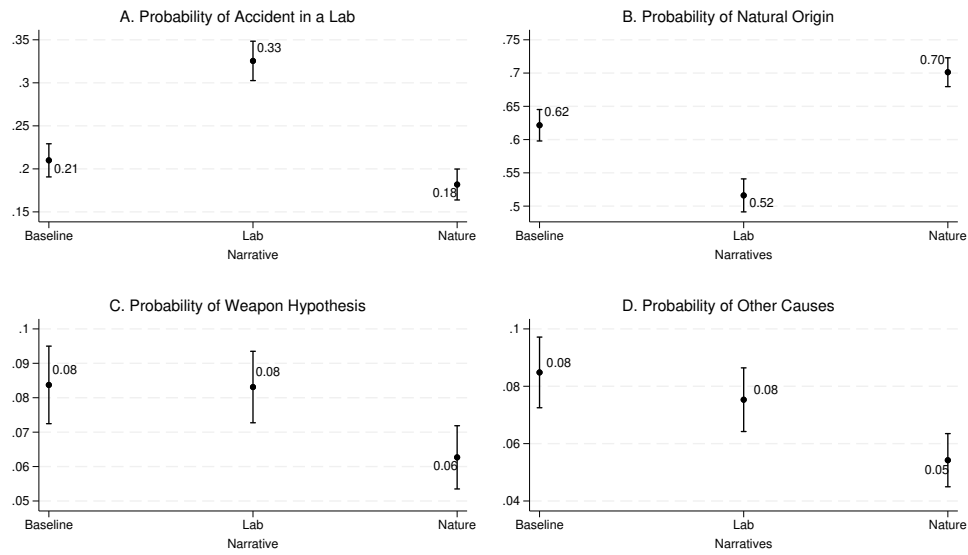 A. Probability of Accident in a Lab
.35
.3
.25
.2
.15
0.21
0.33
0.18
Baseline Lab Nature
Narrative
B. Probability of Natural Origin
.75
.7
.65
.6
.55
.5
0.62
0.52
0.70
Baseline Lab Nature
Narratives
C. Probability of Weapon Hypothesis
.1
.09
.08
.07
.06
.05
0.08
0.08
0.06
Baseline Lab Nature
Narrative
D. Probability of Other Causes
.1
.08
.06
.04
0.08
0.08
0.05
Baseline Lab Nature
Narratives